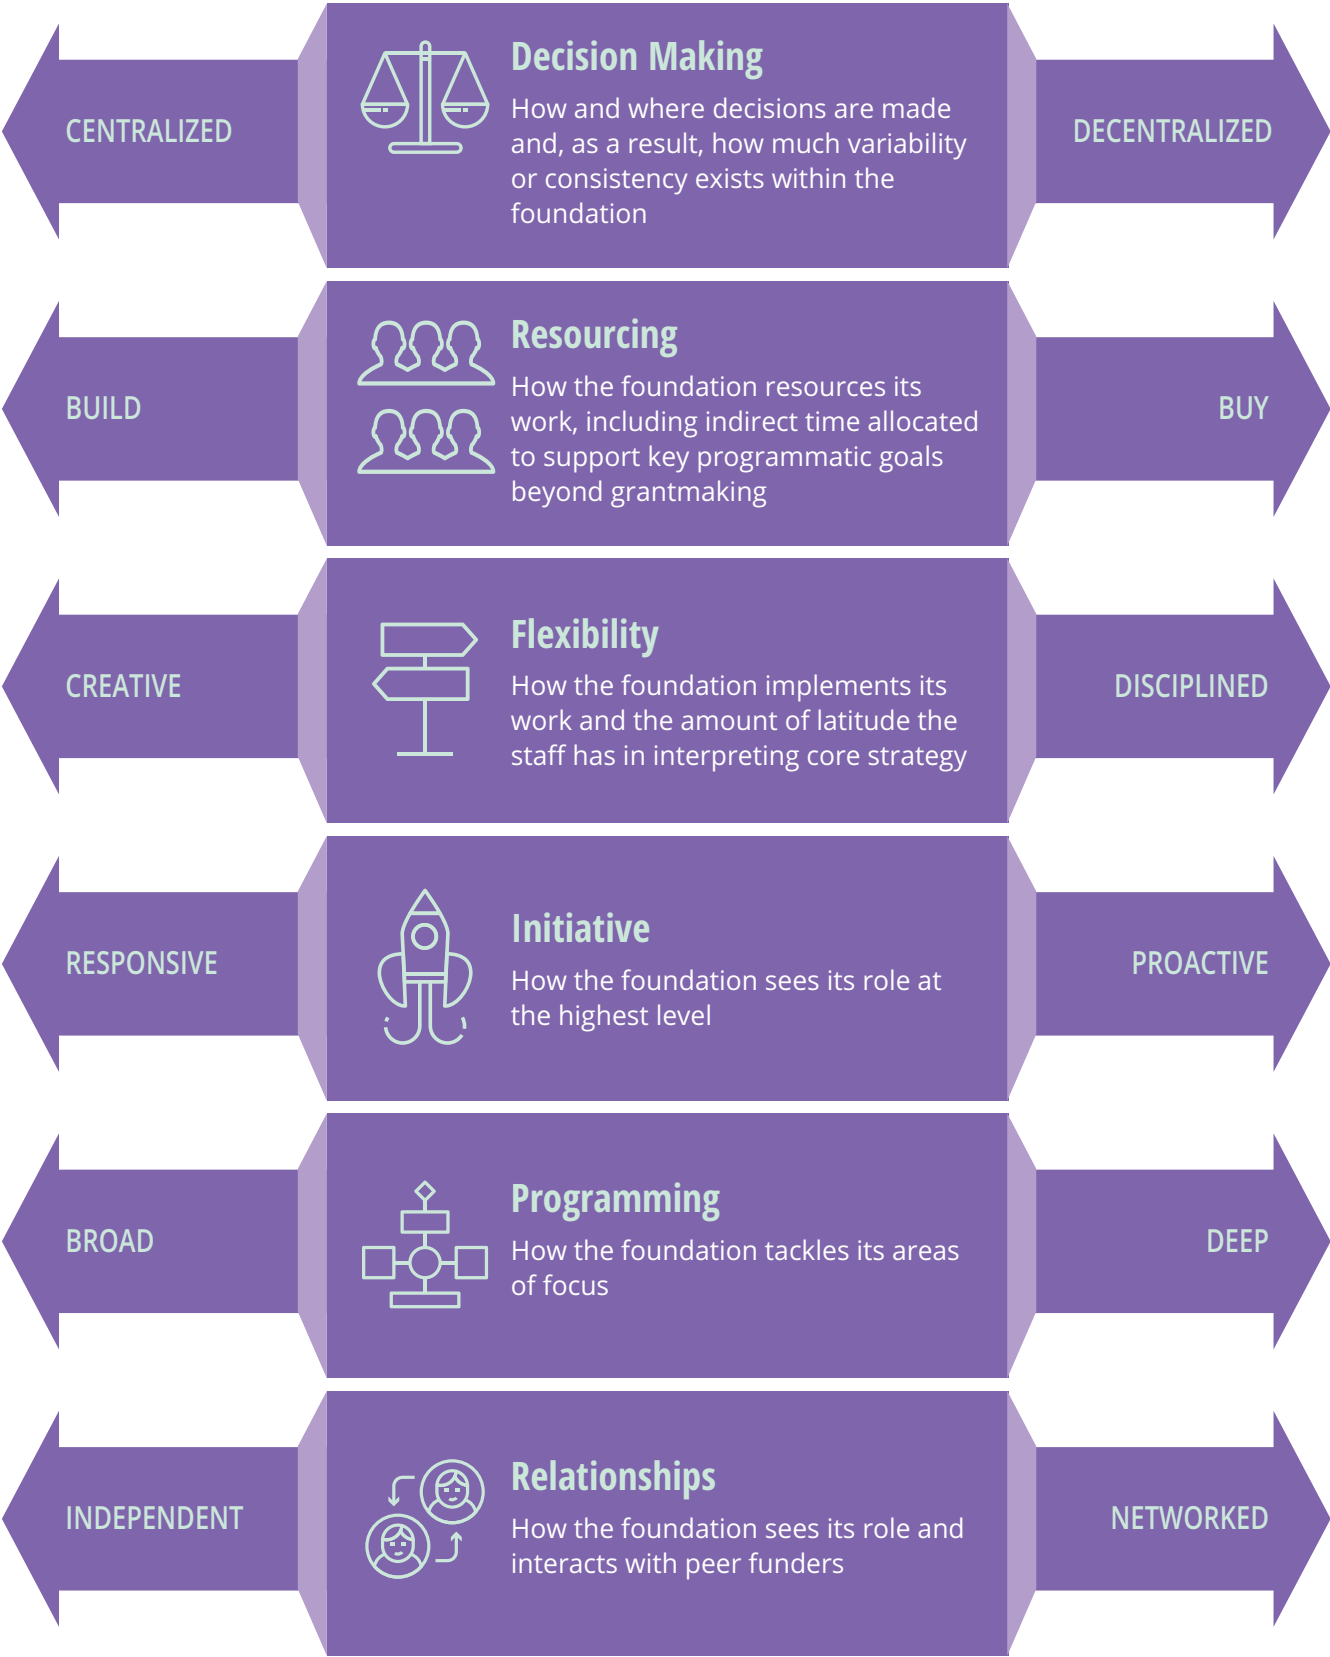 Decision Making
How and where decisions are made
and, as a result, how much variability
or consistency exists within the
foundation
CENTRALIZED
DECENTRALIZED
Resourcing
How the foundation resources its
work, including indirect time allocated
to support key programmatic goals
beyond grantmaking
BUILD
BUY
Flexibility
How the foundation implements its
work and the amount of latitude the
staff has in interpreting core strategy
CREATIVE
DISCIPLINED
Initiative
How the foundation sees its role at
the highest level
RESPONSIVE
PROACTIVE
Programming
How the foundation tackles its areas
of focus
BROAD
DEEP
Relationships
How the foundation sees its role and
interacts with peer funders
INDEPENDENT
NETWORKED